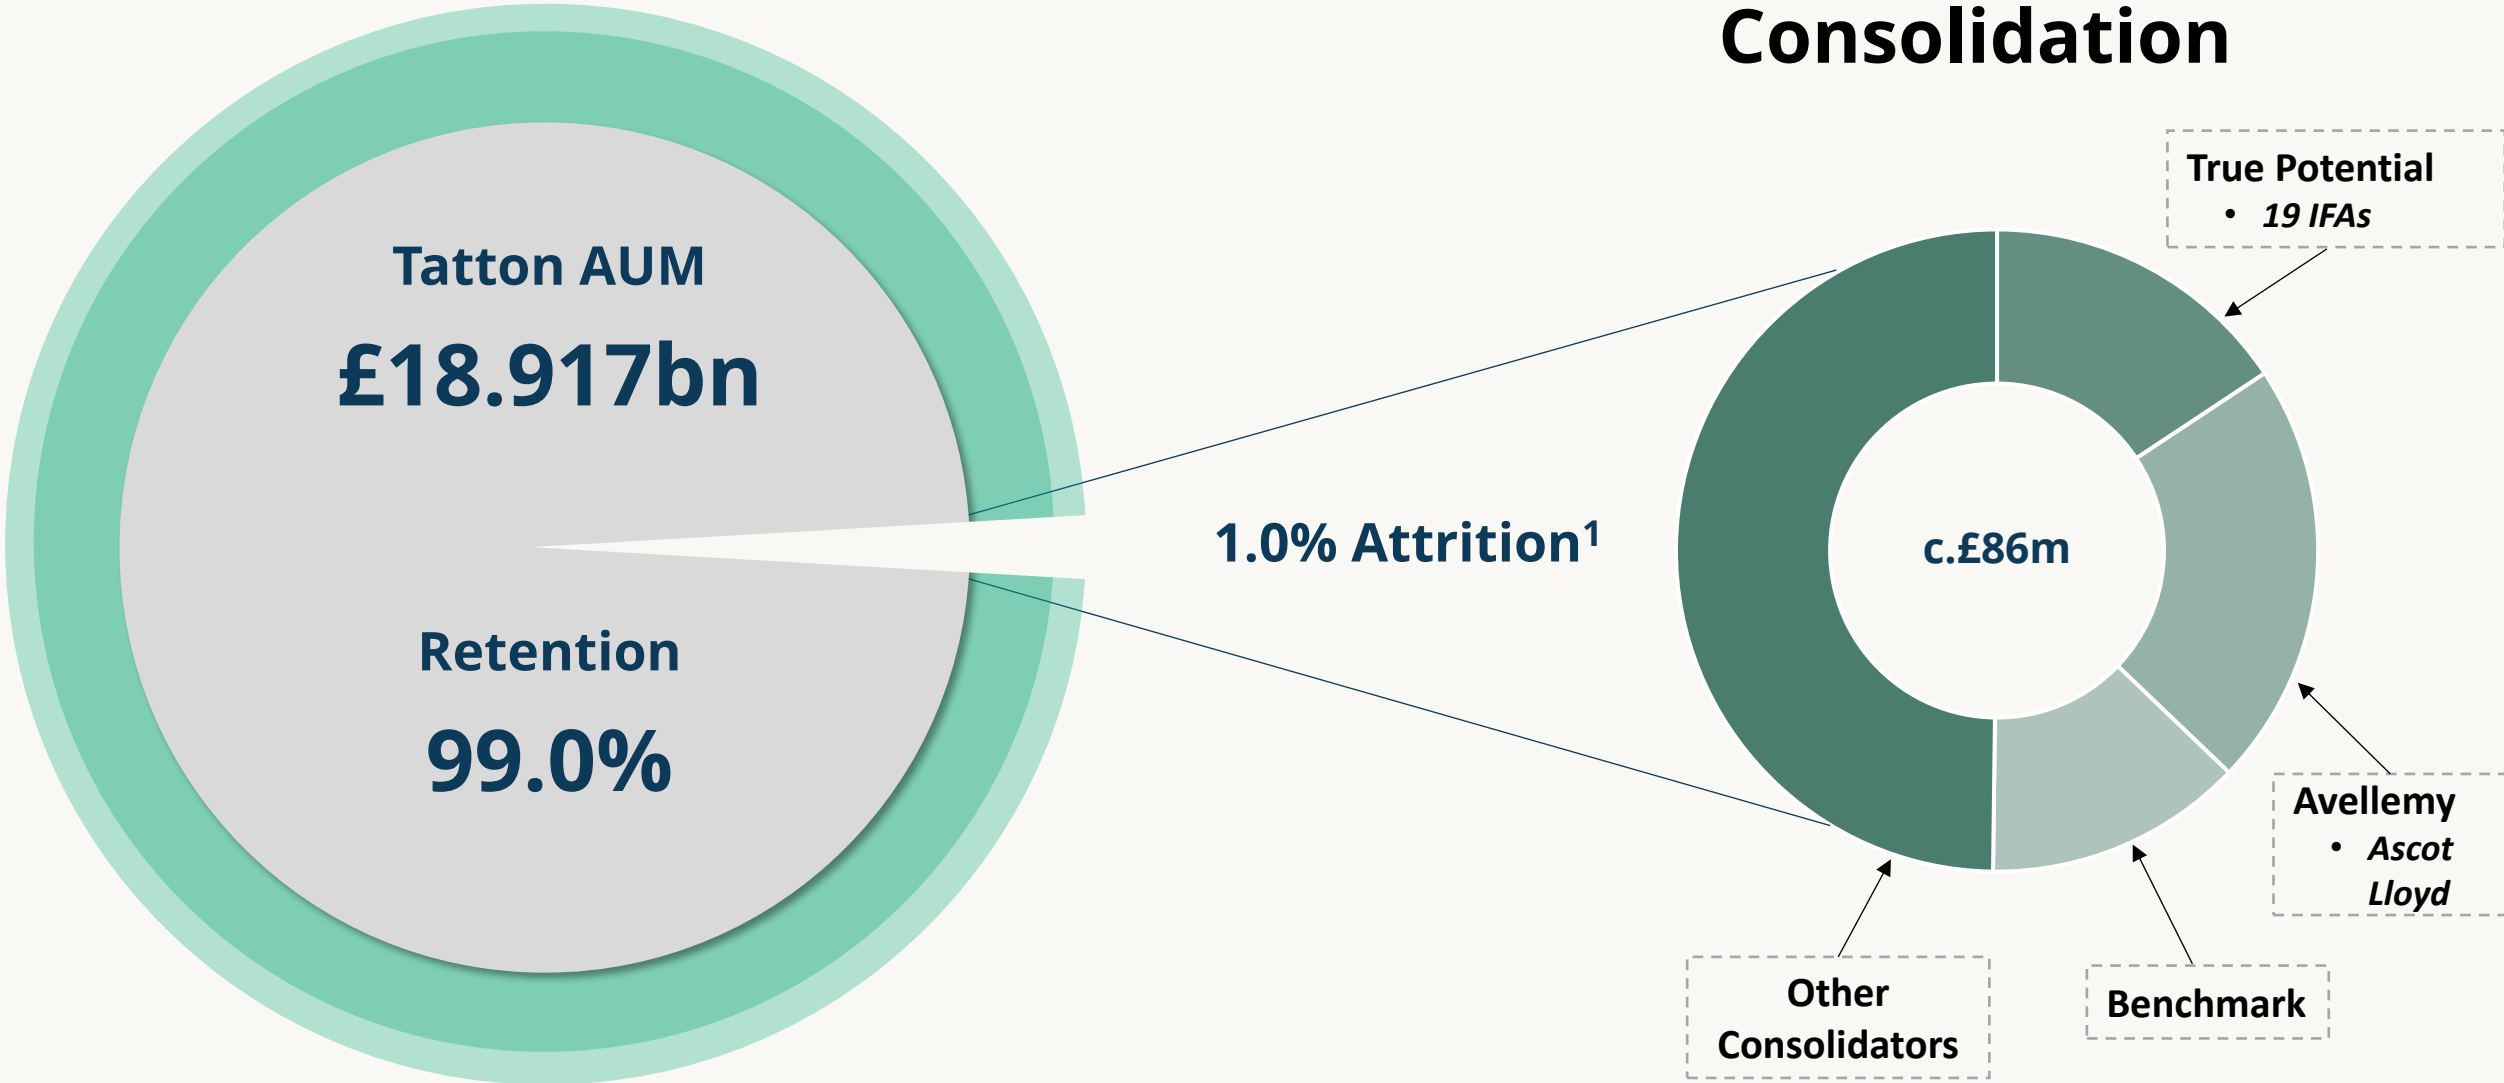 Consolidation
Tatton AUM
£18.917bn
Retention
99.0%
1.0% Attrition¹
c.£86m
True Potential
• 19 IFAs
Avellemy
• Ascot
Lloyd
Benchmark
Other
Consolidators